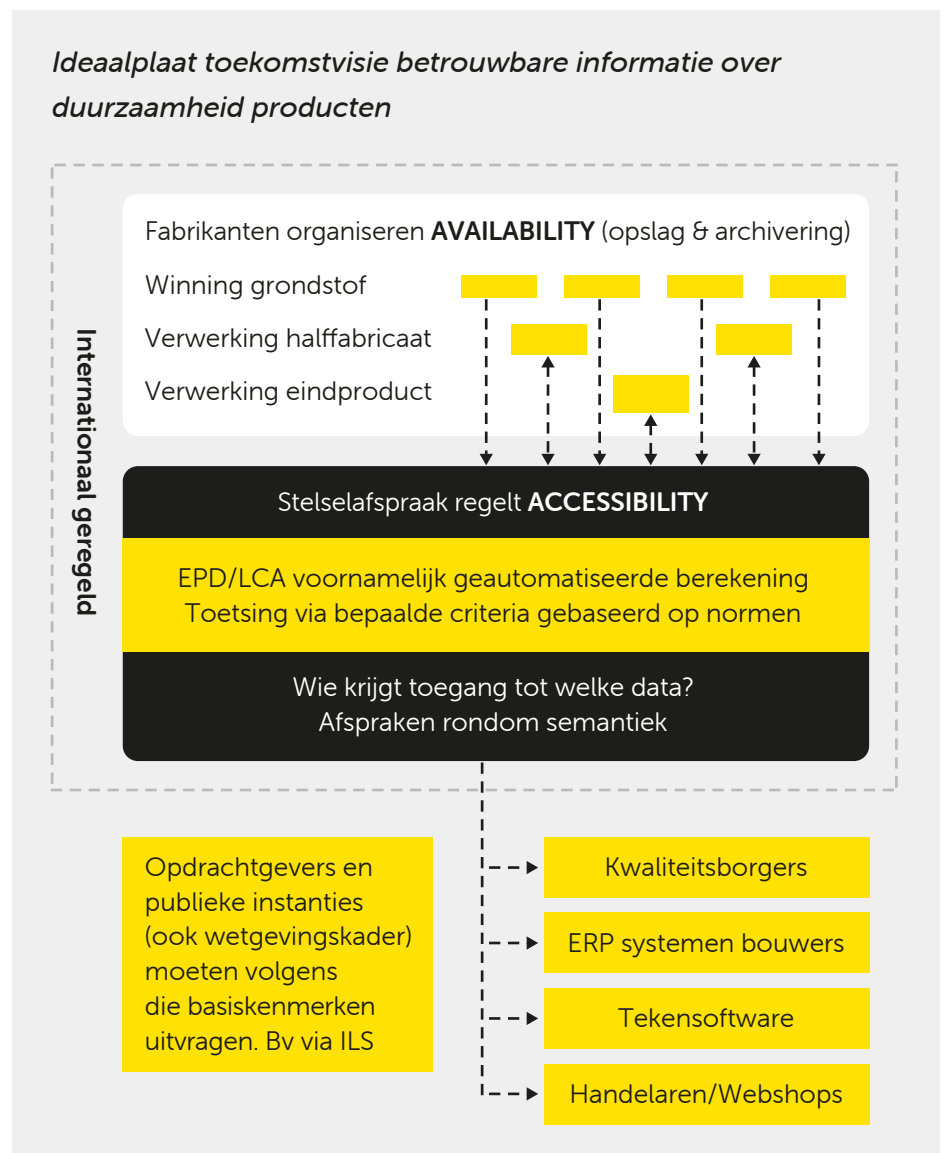 Ideaalplaat toekomstvisie betrouwbare informatie over
duurzaamheid producten
Internationaal geregeld
Fabrikanten organiseren AVAILABILITY (opslag & archivering)
Winning grondstof
Verwerking halffabricaat
Verwerking eindproduct
Stelselafspraak regelt ACCESSIBILITY
EPD/LCA voornamelijk geautomatiseerde berekening
Toetsing via bepaalde criteria gebaseerd op normen
Wie krijgt toegang tot welke data?
Afspraken rondom semantiek
Opdrachtgevers en
publieke instanties
(ook wetgevingskader)
moeten volgens
die basiskenmerken
uitvragen. Bv via ILS
Kwaliteitsborgers
ERP systemen bouwers
Tekensoftware
Handelaren/Webshops